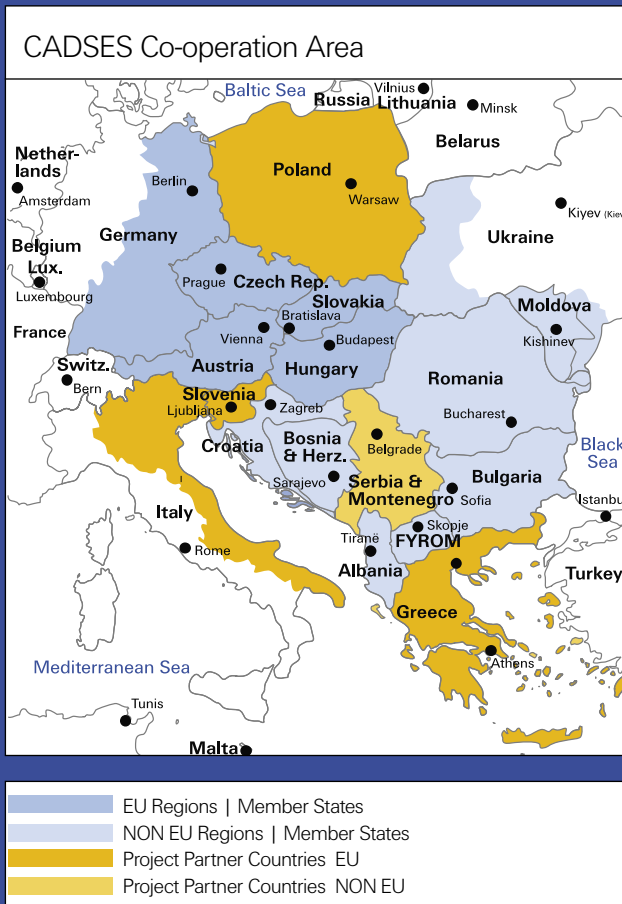 CADSES Co-operation Area
Baltic Sea
Vilnius
Russia Lithuania
Minsk
Belarus
Nether-
lands
Amsterdam
Poland
Berlin
Warsaw
Kiyev (Kiev
Ukraine
Belgium
Germany
Lux.
Luxembourg
Prague
Czech Rep.
Slovakia
Bratislava
Moldova
Kishinev
France
Vienna
Budapest
Switz.
Bern
Austria
Hungary
Romania
Slovenia
Ljubljana
Zagreb
Bucharest
Croatia
Bosnia
& Herz.
Belgrade
Black
Sea
Sarajevo
Serbia &
Montenegro
Bulgaria
Sofia
Istanbu
Italy
Rome
Tiranë
Skopje
FYROM
Albania
Turkey
Greece
Mediterranean Sea
Athens
Tunis
Malta
EU Regions | Member States
NON EU Regions | Member States
Project Partner Countries EU
Project Partner Countries NON EU